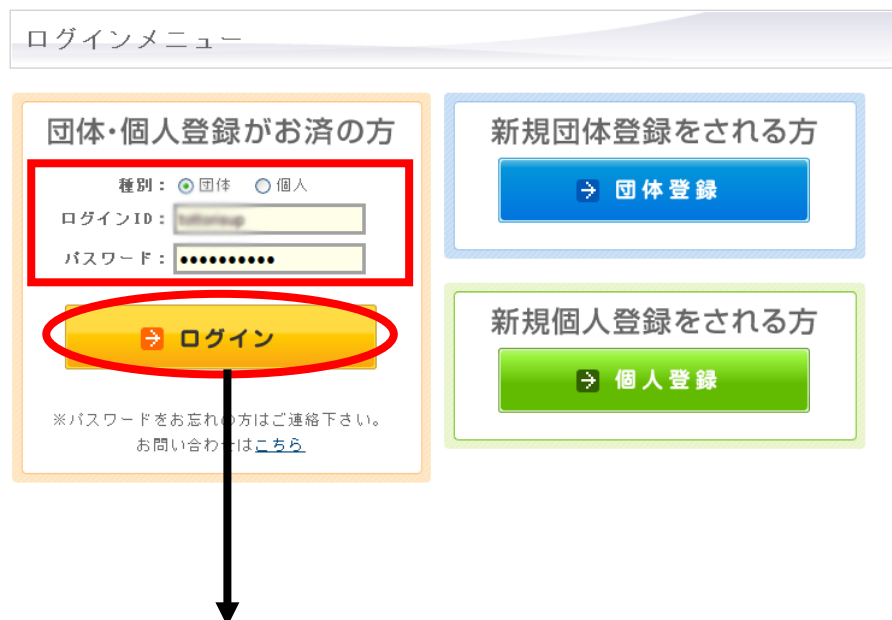 ログインメニュー
団体・個人登録がお済の方
種別： 団体 個人
ログインID：
パスワード： ●●●●●●●●●●
ログイン
※パスワードをお忘れの方はご連絡下さい。
お問い合わせはこちら
新規団体登録をされる方
団体登録
新規個人登録をされる方
個人登録